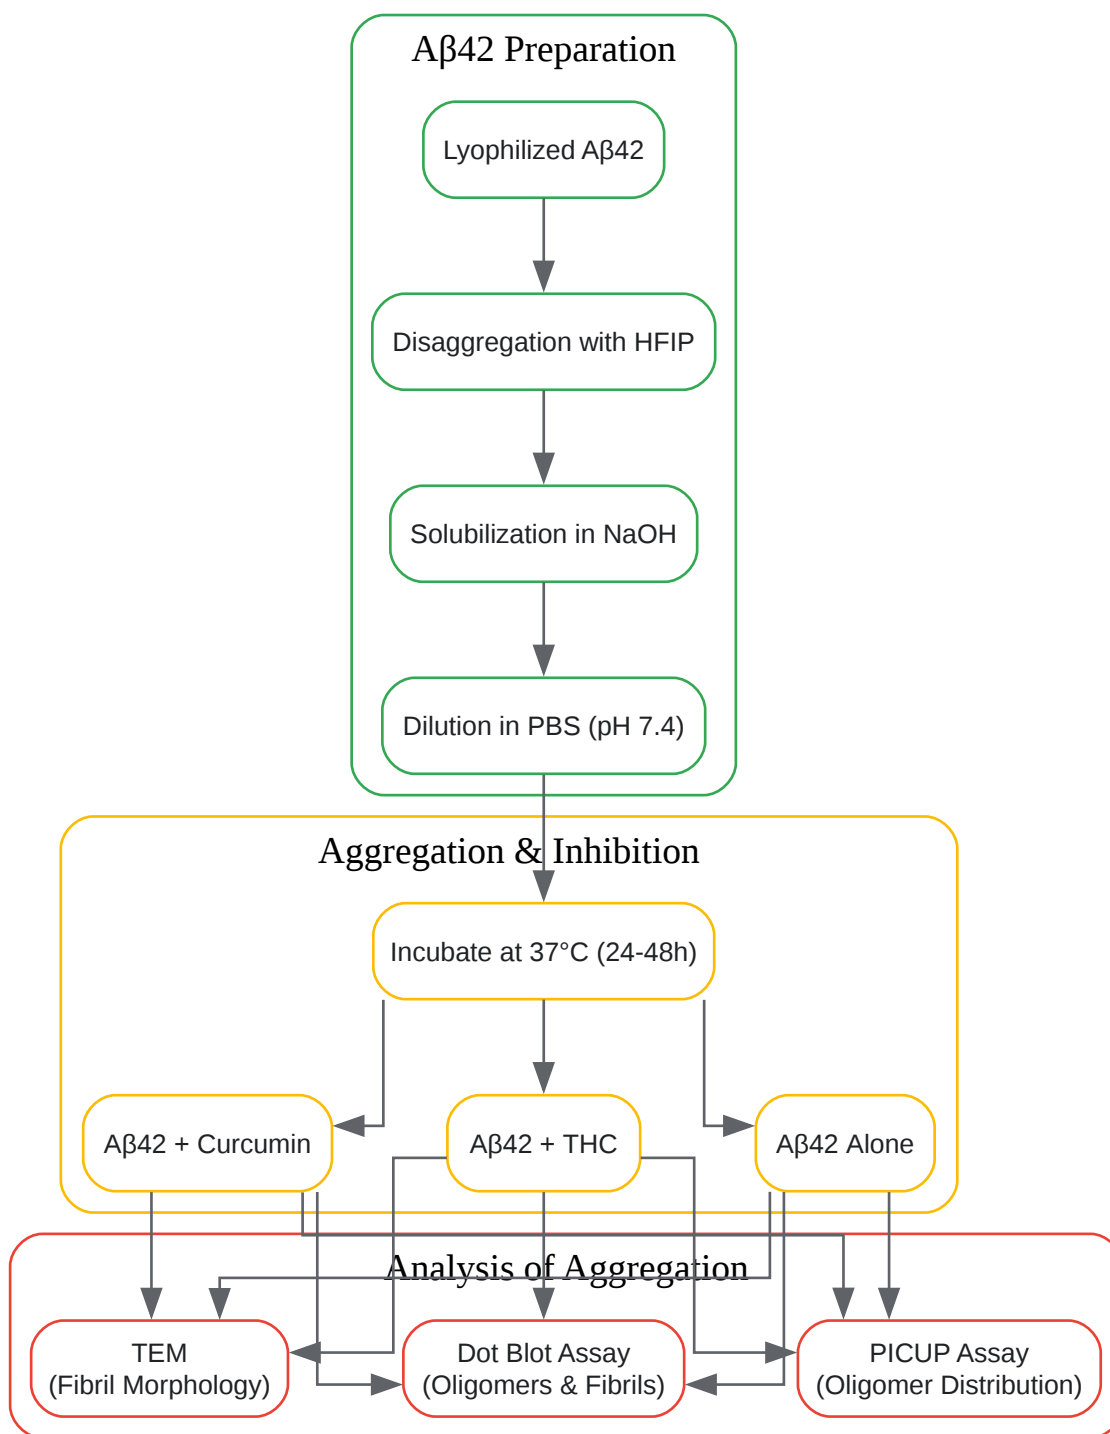 Aβ42 Preparation
Lyophilized Aβ42
Disaggregation with HFIP
Solubilization in NaOH
Dilution in PBS (pH 7.4)
Aggregation & Inhibition
Incubate at 37°C (24-48h)
Aβ42 + Curcumin
Aβ42 + THC
Aβ42 Alone
Analysis of Aggregation
TEM
(Fibril Morphology)
Dot Blot Assay
(Oligomers & Fibrils)
PICUP Assay
(Oligomer Distribution)